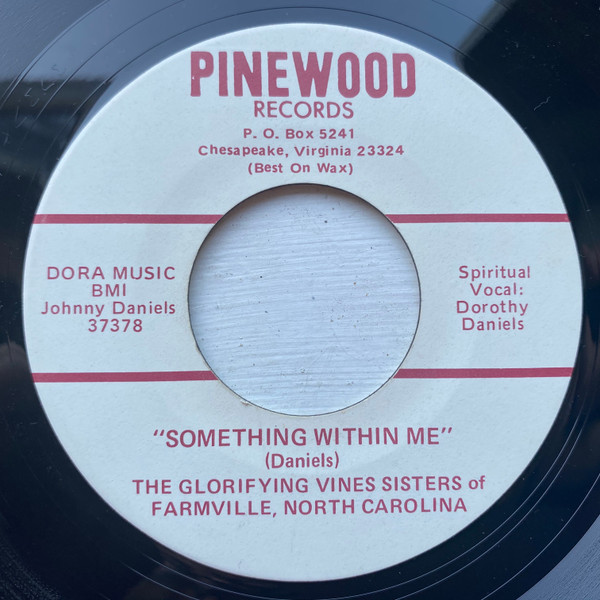 PINEWOOD
RECORDS
P. O. Box 5241
Chesapeake, Virginia 23324
(Best On Wax)
DORA MUSIC
BMI
Johnny Daniels
37378
Spiritual
Vocal:
Dorothy
Daniels
"SOMETHING WITHIN ME"
(Daniels)
THE GLORIFYING VINES SISTERS of
FARMVILLE, NORTH CAROLINA